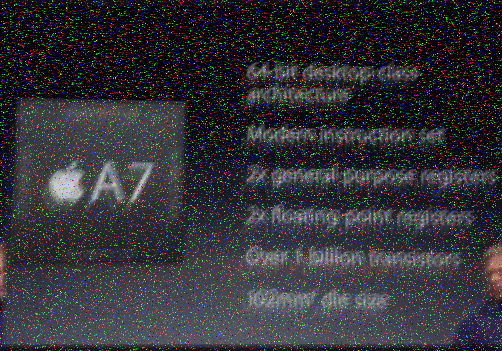 A7
64-bit desktop-class
architecture
Modern instruction set
2x general-purpose registers
2x floating-point registers
Over 1 billion transistors
102mm² die size